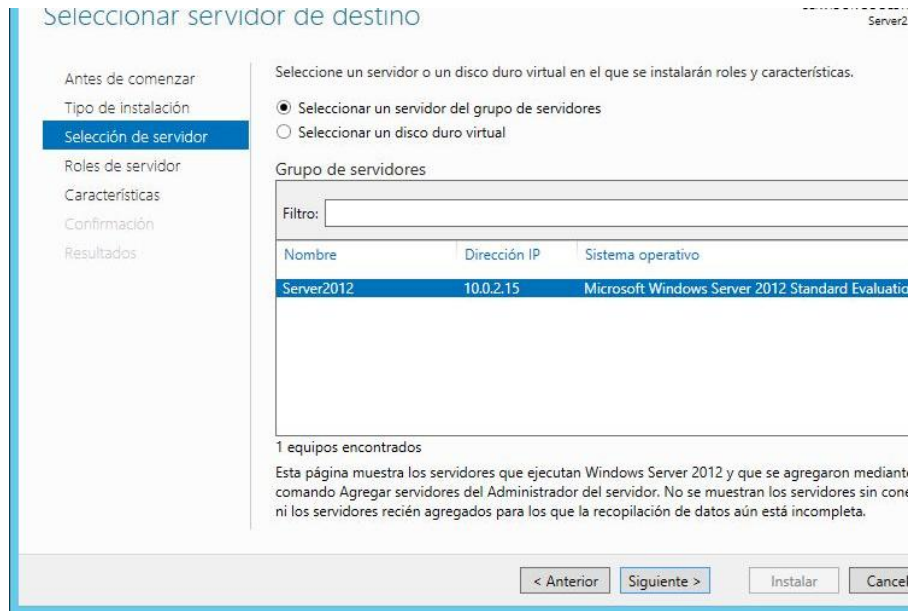 Seleccionar servidor de destino
Server2
Antes de comenzar
Tipo de instalación
Selección de servidor
Roles de servidor
Características
Confirmación
Resultados
Seleccione un servidor o un disco duro virtual en el que se instalarán roles y características.
Seleccionar un servidor del grupo de servidores
Seleccionar un disco duro virtual
Grupo de servidores
Filtro:
Nombre Dirección IP Sistema operativo
Server2012 10.0.2.15 Microsoft Windows Server 2012 Standard Evaluatio
1 equipos encontrados
Esta página muestra los servidores que ejecutan Windows Server 2012 y que se agregaron mediante
comando Agregar servidores del Administrador del servidor. No se muestran los servidores sin cone
ni los servidores recién agregados para los que la recopilación de datos aún está incompleta.
< Anterior Siguiente > Instalar Cancel